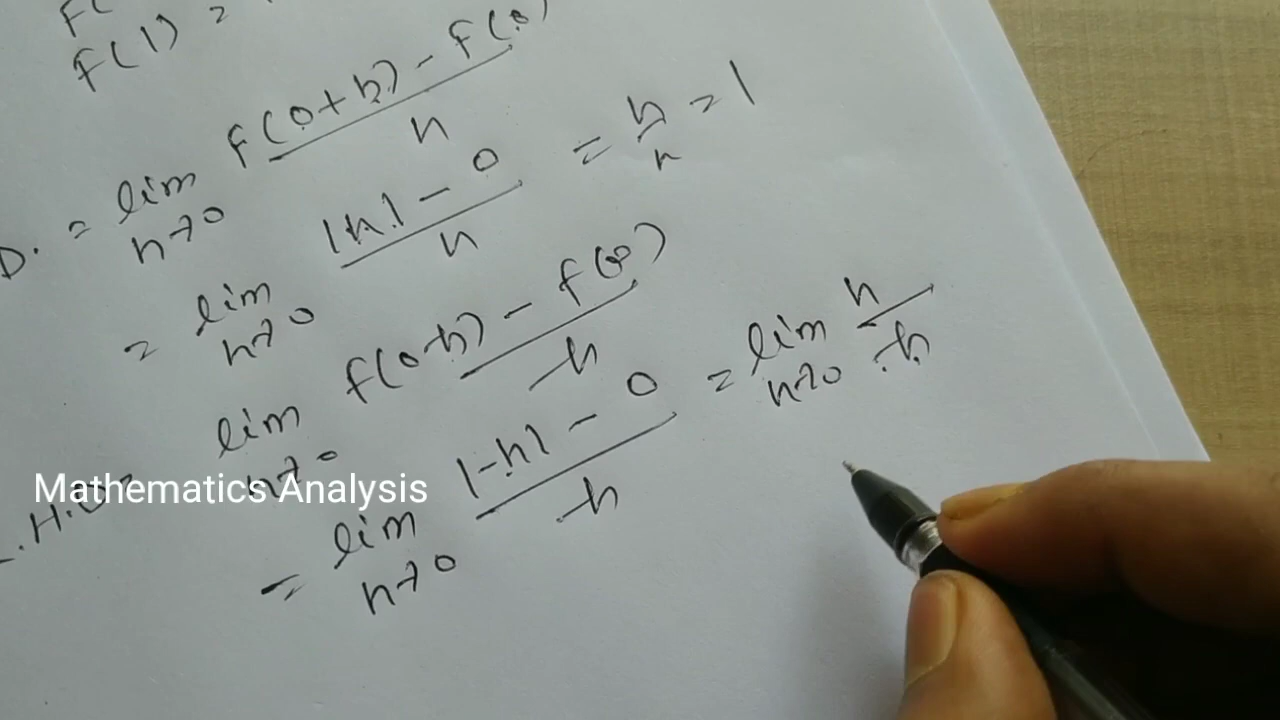 f(
f(1) =
D. = lim h→0 f(0+h) - f(0) / h
= lim h→0 |h| - 0 / h = h/h = 1
L.H.D = lim h→0 f(0-h) - f(0) / -h
= lim h→0 |-h| - 0 / -h = lim h→0 h / -h
Mathematics Analysis